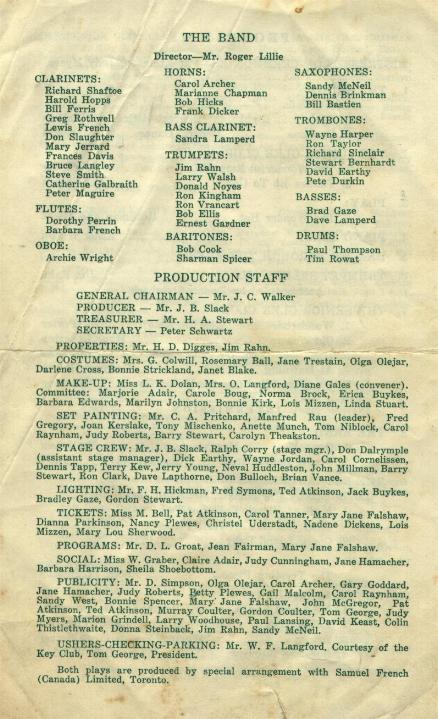 THE BAND
Director—Mr. Roger Lillie
CLARINETS:
Richard Shaftoe
Harold Hopps
Bill Ferris
Greg Rothwell
Lewis French
Don Slaughter
Mary Jerrard
Frances Davis
Bruce Langley
Steve Smith
Catherine Galbraith
Peter Maguire
FLUTES:
Dorothy Perrin
Barbara French
OBOE:
Archie Wright
HORNS:
Carol Archer
Marianne Chapman
Bob Hicks
Frank Dicker
BASS CLARINET:
Sandra Lamperd
TRUMPETS:
Jim Rahn
Larry Walsh
Donald Noyes
Ron Kingham
Ron Vrancart
Bob Ellis
Ernest Gardner
BARITONES:
Bob Cook
Sharman Spicer
SAXOPHONES:
Sandy McNeil
Dennis Brinkman
Bill Bastien
TROMBONES:
Wayne Harper
Ron Taylor
Richard Sinclair
Stewart Bernhardt
David Earthy
Pete Durkin
BASSES:
Brad Gaze
Dave Lamperd
DRUMS:
Paul Thompson
Tim Rowat
PRODUCTION STAFF
GENERAL CHAIRMAN — Mr. J. C. Walker
PRODUCER — Mr. J. B. Slack
TREASURER — Mr. H. A. Stewart
SECRETARY — Peter Schwartz
PROPERTIES: Mr. H. D. Digges, Jim Rahn.
COSTUMES: Mrs. G. Colwill, Rosemary Ball, Jane Trestain, Olga Olejar,
Darlene Cross, Bonnie Strickland, Janet Blake.
MAKE-UP: Miss L. K. Dolan, Mrs. O. Langford, Diane Gales (convener).
Committee: Marjorie Adair, Carole Boug, Norma Brock, Erica Buykes,
Barbara Edwards, Marilyn Johnston, Bonnie Kirk, Lois Mizzen, Linda Stuart.
SET PAINTING: Mr. C. A. Pritchard, Manfred Rau (leader), Fred
Gregory, Joan Kerslake, Tony Mischenko, Anette Munch, Tom Niblock, Carol
Raynham, Judy Roberts, Barry Stewart, Carolyn Theakston.
STAGE CREW: Mr. J. B. Slack, Ralph Corry (stage mgr.), Don Dalrymple
(assistant stage manager), Dick Earthy, Wayne Jordan, Carol Cornelissen,
Dennis Tapp, Terry Kew, Jerry Young, Neval Huddleston, John Millman, Barry
Stewart, Ron Clark, Dave Lapthorne, Don Bulloch, Brian Vance.
LIGHTING: Mr. F. H. Hickman, Fred Symons, Ted Atkinson, Jack Buykes,
Bradley Gaze, Gordon Stewart.
TICKETS: Miss M. Bell, Pat Atkinson, Carol Tanner, Mary Jane Falshaw,
Dianna Parkinson, Nancy Plewes, Christel Uderstadt, Nadene Dickens, Lois
Mizzen, Mary Lou Sherwood.
PROGRAMS: Mr. D. L. Groat, Jean Fairman, Mary Jane Falshaw.
SOCIAL: Miss W. Graber, Claire Adair, Judy Cunningham, Jane Hamacher,
Barbara Harrison, Sheila Shoebottom.
PUBLICITY: Mr. D. Simpson, Olga Olejar, Carol Archer, Gary Goddard,
Jane Hamacher, Judy Roberts, Betty Plewes, Gail Malcolm, Carol Raynham,
Sandy West, Bonnie Spencer, Mary Jane Falshaw, John McGregor, Pat
Atkinson, Ted Atkinson, Murray Coulter, Gordon Coulter, Tom George, Judy
Myers, Marion Grindell, Larry Woodhouse, Paul Lansing, David Keast, Colin
Thistlethwaite, Donna Steinback, Jim Rahn, Sandy McNeil.
USHERS-CHECKING-PARKING: Mr. W. F. Langford, Courtesy of the
Key Club, Tom George, President.
Both plays are produced by special arrangement with Samuel French
(Canada) Limited, Toronto.